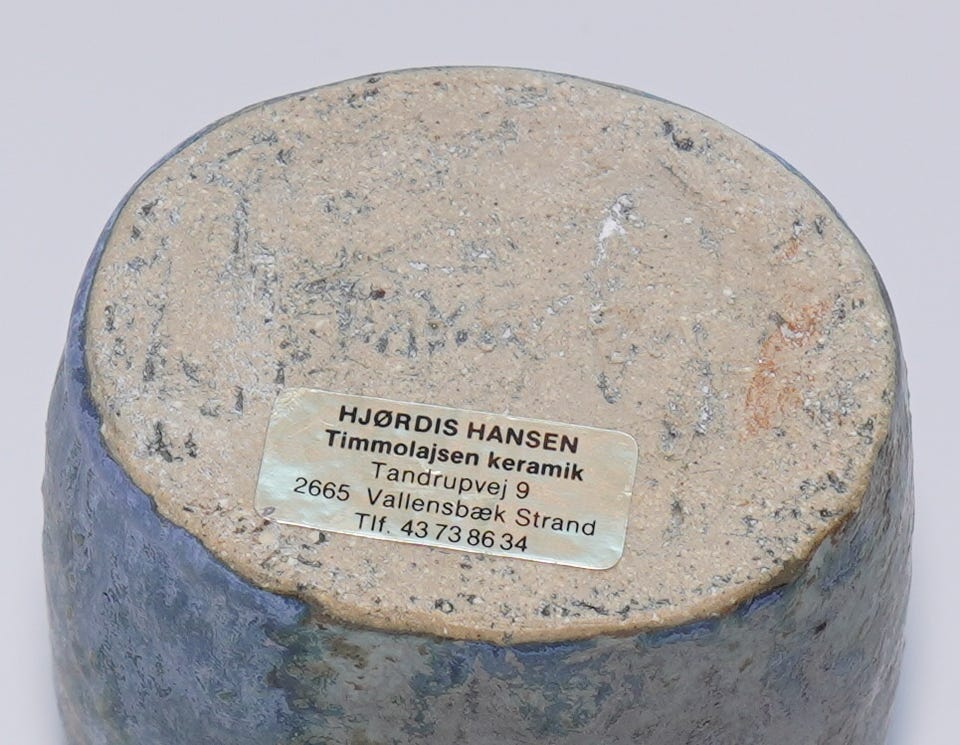 HJØRDIS HANSEN
Timmolajsen keramik
Tandrupvej 9
2665 Vallensbæk Strand
Tlf. 43 73 86 34